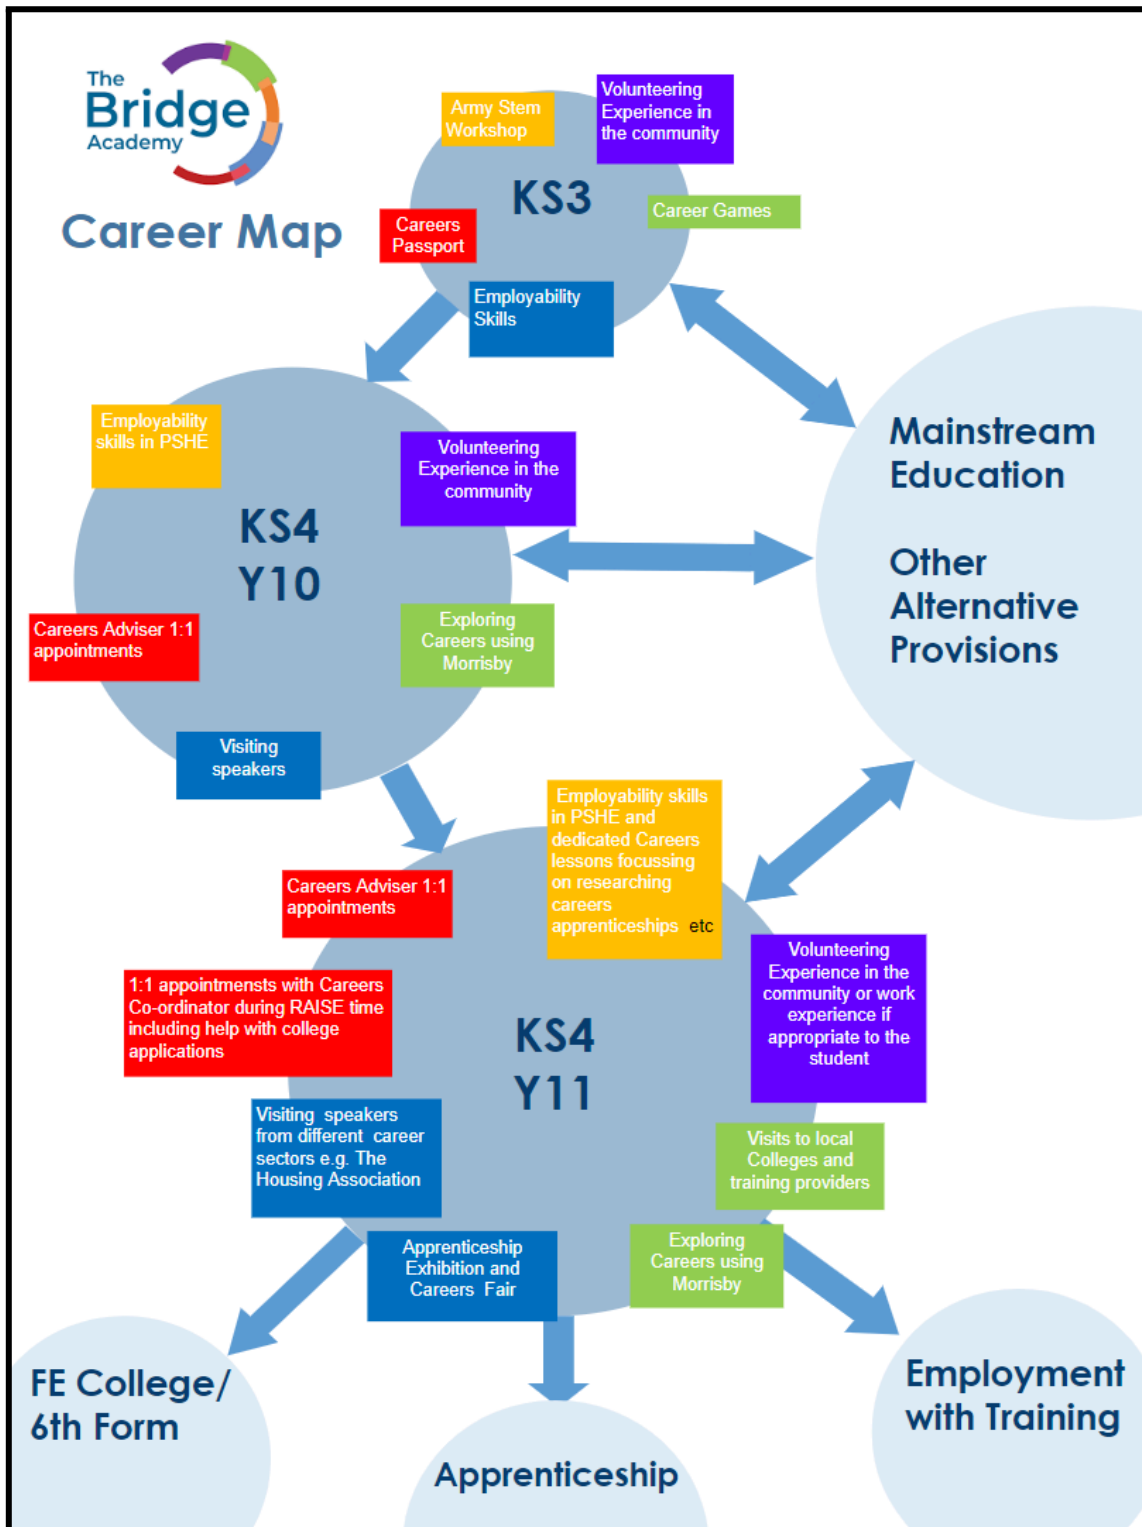 The
Bridge
Academy
Career Map
Army Stem
Workshop
Volunteering
Experience in
the community
KS3
Career Games
Careers
Passport
Employability
Skills
Mainstream
Education
Other
Alternative
Provisions
Employability
skills in PSHE
Volunteering
Experience in the
community
KS4
Y10
Careers Adviser 1:1
appointments
Exploring
Careers using
Morrisby
Visiting
speakers
Employability skills
in PSHE and
dedicated Careers
lessons focussing
on researching
careers
apprenticeships etc
Careers Adviser 1:1
appointments
Volunteering
Experience in the
community or work
experience if
appropriate to the
student
1:1 appointmensts with Careers
Co-ordinator during RAISE time
including help with college
applications
KS4
Y11
Visiting speakers
from different career
sectors e.g. The
Housing Association
Visits to local
Colleges and
training providers
Apprenticeship
Exhibition and
Careers Fair
Exploring
Careers using
Morrisby
FE College/
6th Form
Apprenticeship
Employment
with Training